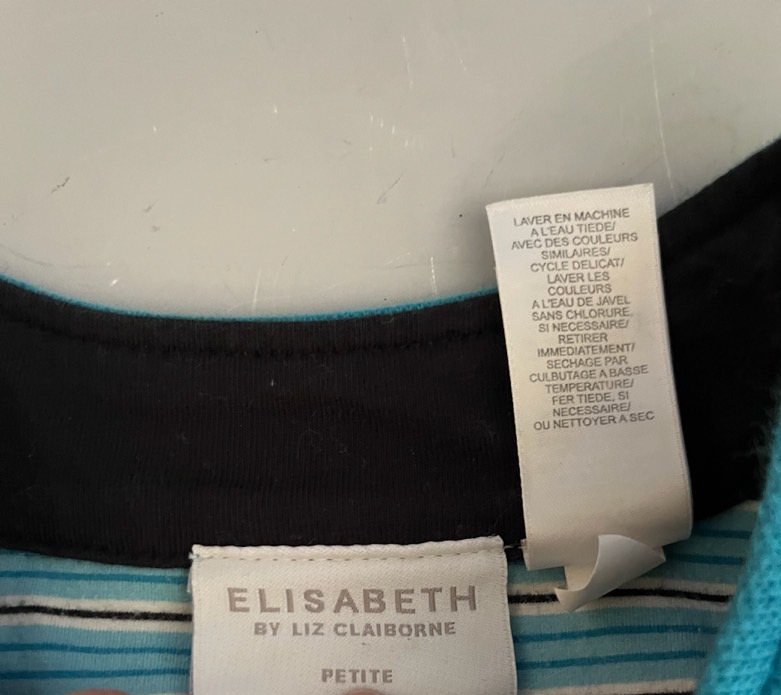 LAVER EN MACHINE
A L'EAU TIEDE/
AVEC DES COULEURS
SIMILAIRES/
CYCLE DELICAT/
LAVER LES
COULEURS
A L'EAU DE JAVEL
SANS CHLORURE,
SI NECESSAIRE/
RETIRER
IMMEDIATEMENT/
SECHAGE PAR
CULBUTAGE A BASSE
TEMPERATURE/
FER TIEDE, SI
NECESSAIRE/
OU NETTOYER A SEC
ELISABETH
BY LIZ CLAIBORNE
PETITE